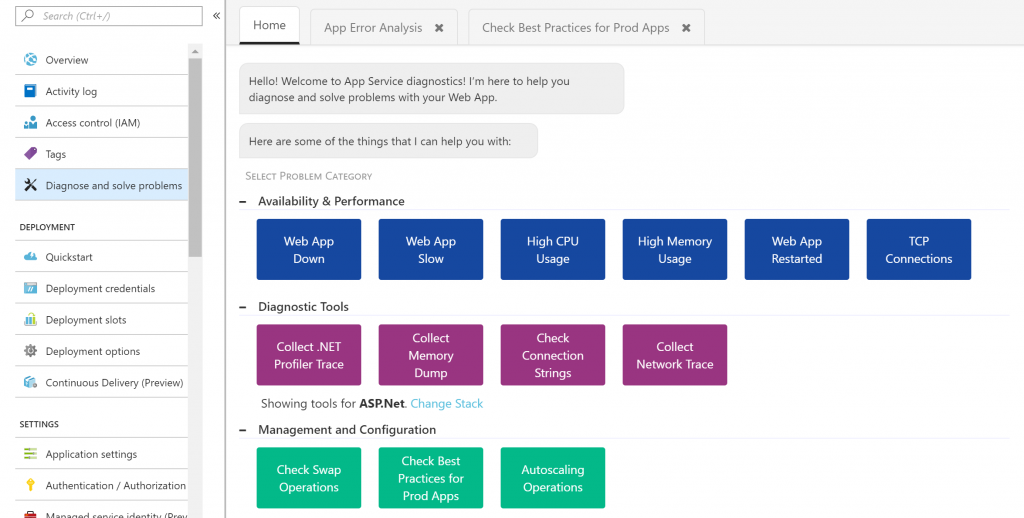 Search (Ctrl+/)
«
Overview
Activity log
Access control (IAM)
Tags
Diagnose and solve problems
DEPLOYMENT
Quickstart
Deployment credentials
Deployment slots
Deployment options
Continuous Delivery (Preview)
SETTINGS
Application settings
Authentication / Authorization
Managed service identity (Prev
Home
App Error Analysis ✖
Check Best Practices for Prod Apps ✖
Hello! Welcome to App Service diagnostics! I'm here to help you
diagnose and solve problems with your Web App.
Here are some of the things that I can help you with:
SELECT PROBLEM CATEGORY
– Availability & Performance
Web App
Down
Web App
Slow
High CPU
Usage
High Memory
Usage
Web App
Restarted
TCP
Connections
– Diagnostic Tools
Collect .NET
Profiler Trace
Collect
Memory
Dump
Check
Connection
Strings
Collect
Network Trace
Showing tools for ASP.Net. Change Stack
– Management and Configuration
Check Swap
Operations
Check Best
Practices for
Prod Apps
Autoscaling
Operations